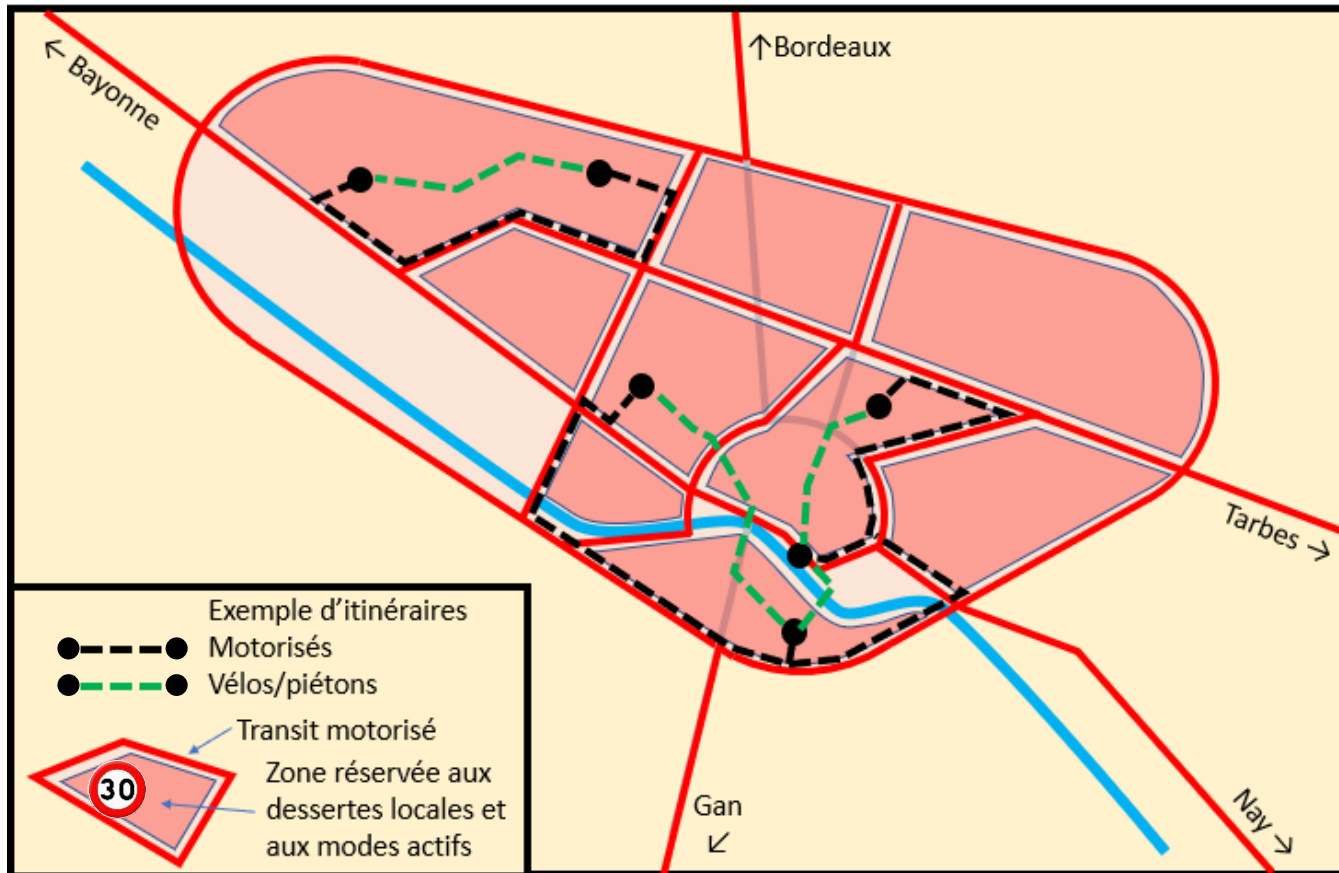 ← Bayonne
↑Bordeaux
Tarbes →
Exemple d'itinéraires
Motorisés
Vélos/piétons
Transit motorisé
30
Zone réservée aux
dessertes locales et
aux modes actifs
Gan
↙
Nay →